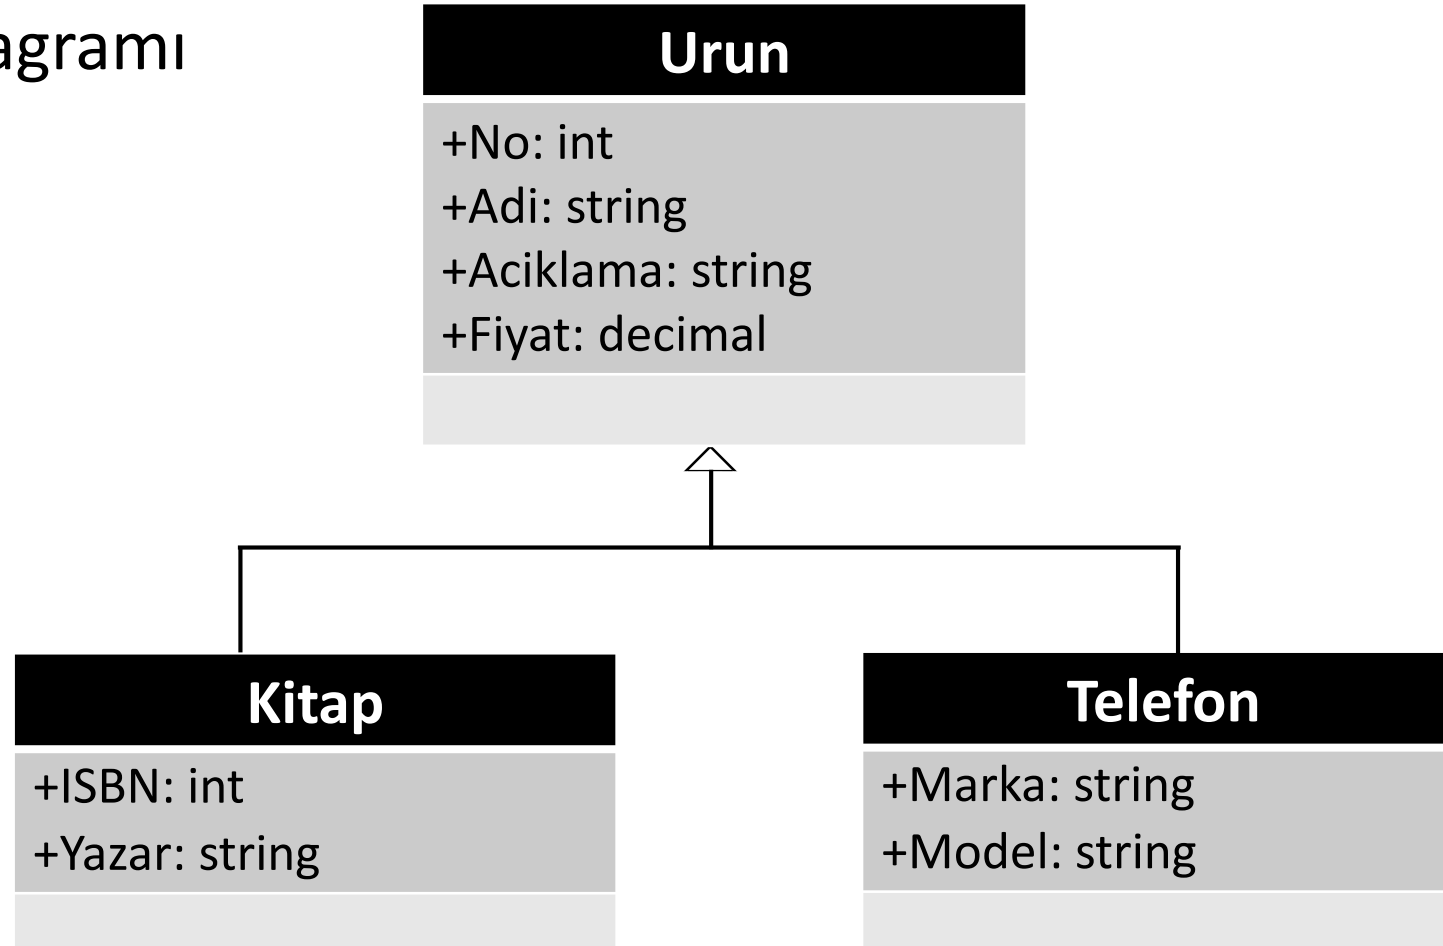 agramı
Urun
+No: int
+Adi: string
+Aciklama: string
+Fiyat: decimal
Kitap
+ISBN: int
+Yazar: string
Telefon
+Marka: string
+Model: string